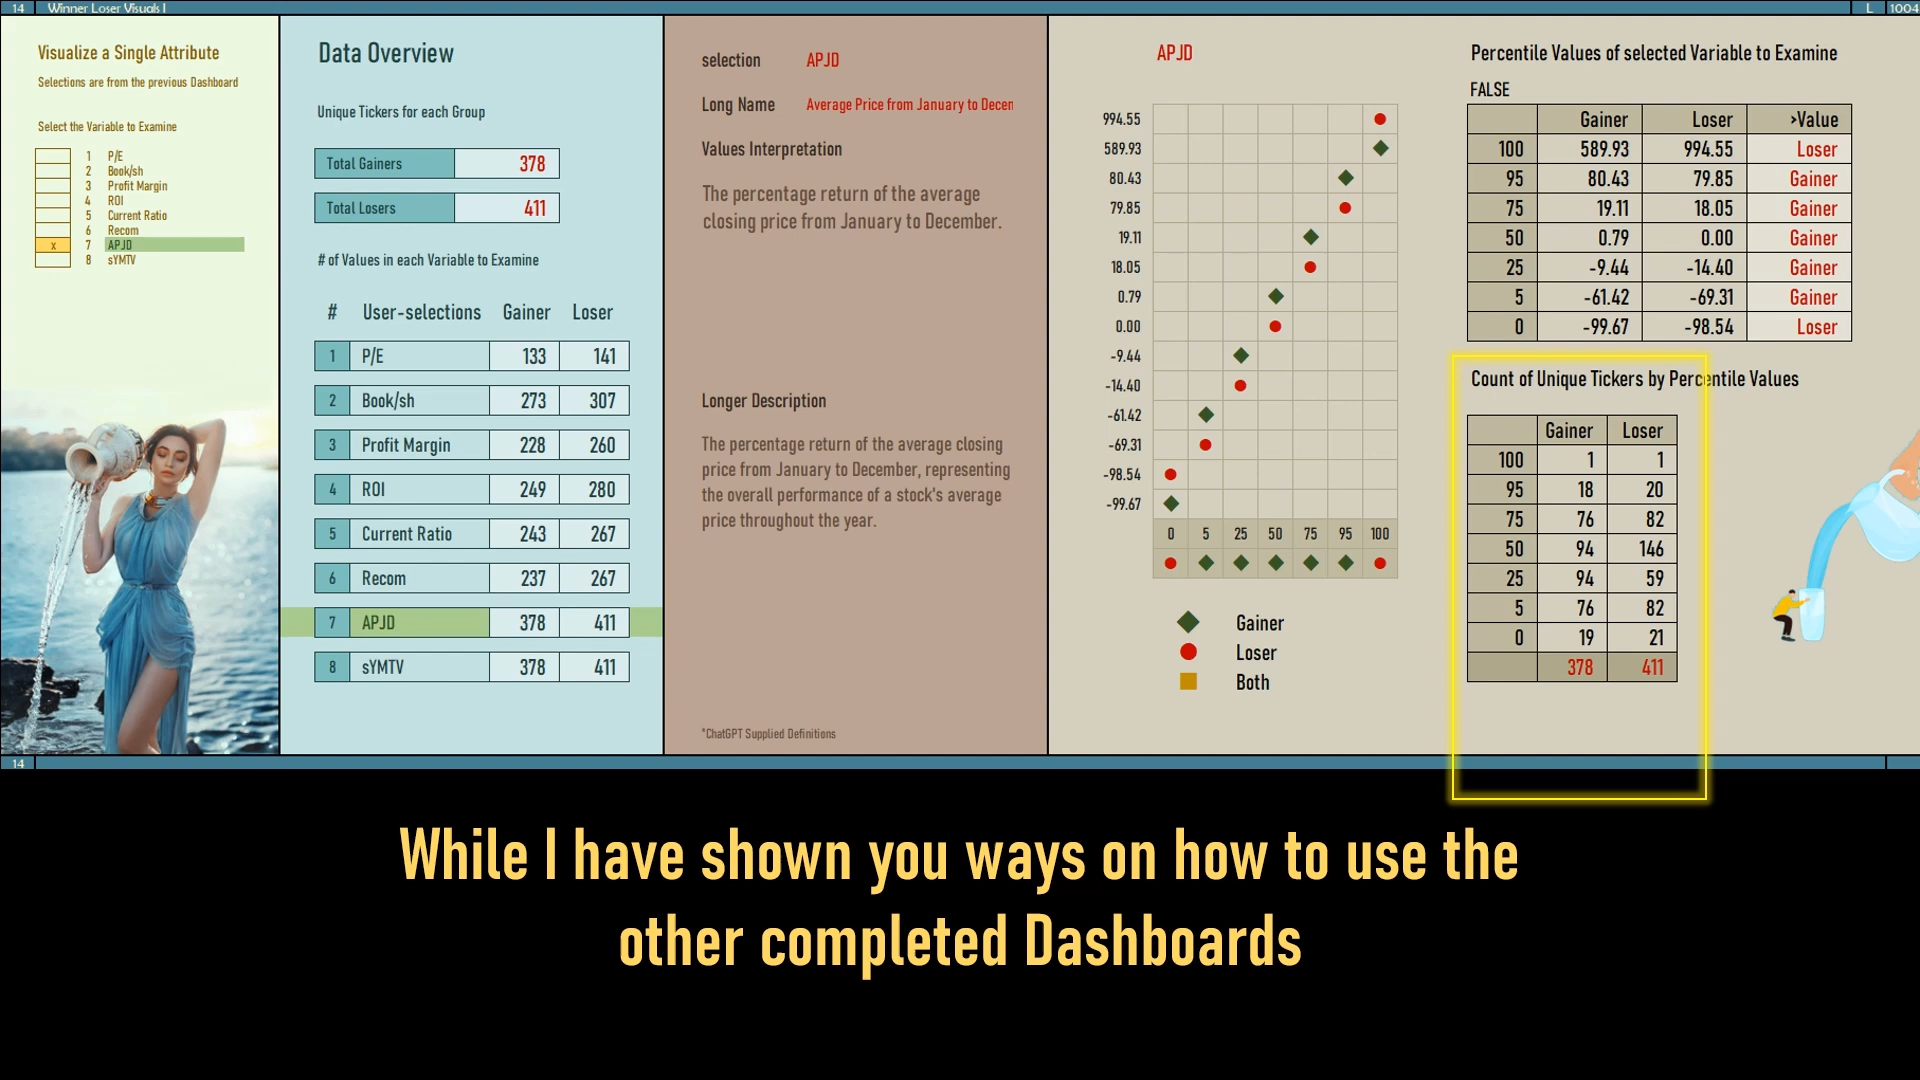 14 Winner Loser Visuals I L 1004
Visualize a Single Attribute
Selections are from the previous Dashboard
Select the Variable to Examine
1 P/E
2 Book/sh
3 Profit Margin
4 ROI
5 Current Ratio
6 Recom
x 7 APJD
8 sYMTV
Data Overview
Unique Tickers for each Group
Total Gainers 378
Total Losers 411
# of Values in each Variable to Examine
# User-selections Gainer Loser
1 P/E 133 141
2 Book/sh 273 307
3 Profit Margin 228 260
4 ROI 249 280
5 Current Ratio 243 267
6 Recom 237 267
7 APJD 378 411
8 sYMTV 378 411
selection APJD
Long Name Average Price from January to Decen
Values Interpretation
The percentage return of the average
closing price from January to December.
Longer Description
The percentage return of the average closing
price from January to December, representing
the overall performance of a stock's average
price throughout the year.
*ChatGPT Supplied Definitions
APJD
994.55
589.93
80.43
79.85
19.11
18.05
0.79
0.00
-9.44
-14.40
-61.42
-69.31
-98.54
-99.67
0 5 25 50 75 95 100
Gainer
Loser
Both
Percentile Values of selected Variable to Examine
FALSE
Gainer Loser >Value
100 589.93 994.55 Loser
95 80.43 79.85 Gainer
75 19.11 18.05 Gainer
50 0.79 0.00 Gainer
25 -9.44 -14.40 Gainer
5 -61.42 -69.31 Gainer
0 -99.67 -98.54 Loser
Count of Unique Tickers by Percentile Values
Gainer Loser
100 1 1
95 18 20
75 76 82
50 94 146
25 94 59
5 76 82
0 19 21
378 411
14
While I have shown you ways on how to use the
other completed Dashboards